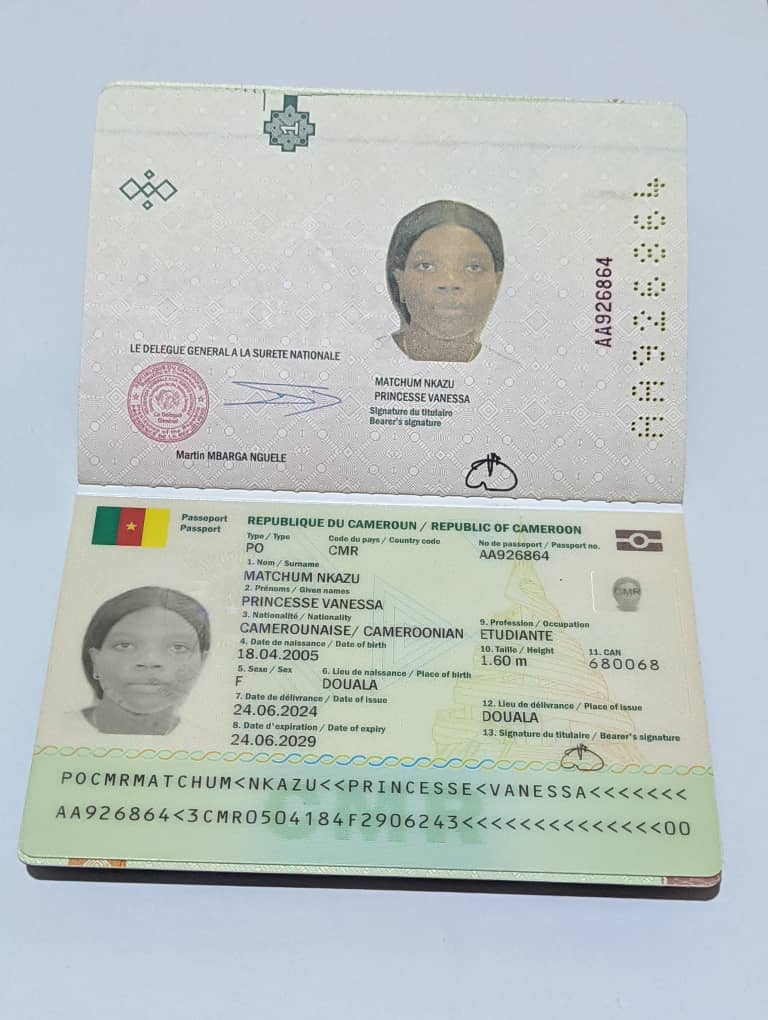 1
AA926864
AA926864
LE DELEGUE GENERAL A LA SURETE NATIONALE
Le Délégué
Général
Martin MBARGA NGUELE
MATCHUM NKAZU
PRINCESSE VANESSA
Signature du titulaire
Bearer's signature
Passeport
Passport
REPUBLIQUE DU CAMEROUN / REPUBLIC OF CAMEROON
Type / Type
Code du pays / Country code
No de passeport / Passport no.
PO
CMR
AA926864
1. Nom / Surname
MATCHUM NKAZU
2. Prénoms / Given names
PRINCESSE VANESSA
3. Nationalité / Nationality
9. Profession / Occupation
CAMEROUNAISE/ CAMEROONIAN
ETUDIANTE
4. Date de naissance / Date of birth
10. Taille / Height
11. CAN
18.04.2005
1.60 m
680068
5. Sexe / Sex
6. Lieu de naissance / Place of birth
F
DOUALA
7. Date de délivrance / Date of issue
12. Lieu de délivrance / Place of issue
24.06.2024
DOUALA
8. Date d'expiration / Date of expiry
13. Signature du titulaire / Bearer's signature
24.06.2029
CMR
POCMRMATCHUM<NKAZU<<PRINCESSE<VANESSA<<<<<<<
AA926864<3CMR0504184F2906243<<<<<<<<<<<<<<00
CMR